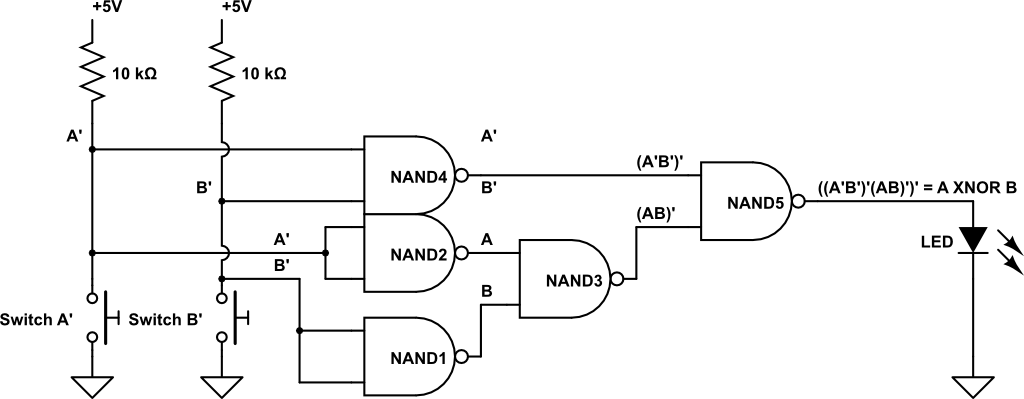 +5V
+5V
10 kΩ
10 kΩ
A'
A'
NAND4
(A'B')'
B'
B'
((A'B')'(AB)')' = A XNOR B
NAND5
(AB)'
A'
A
LED
NAND2
B'
NAND3
B
Switch A'
Switch B'
NAND1